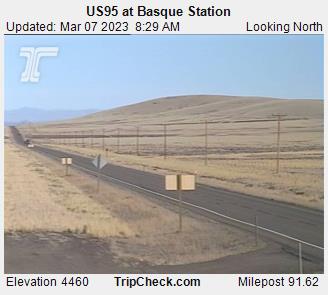 US95 at Basque Station
Updated: Mar 07 2023 8:29 AM Looking North
Elevation 4460 TripCheck.com Milepost 91.62